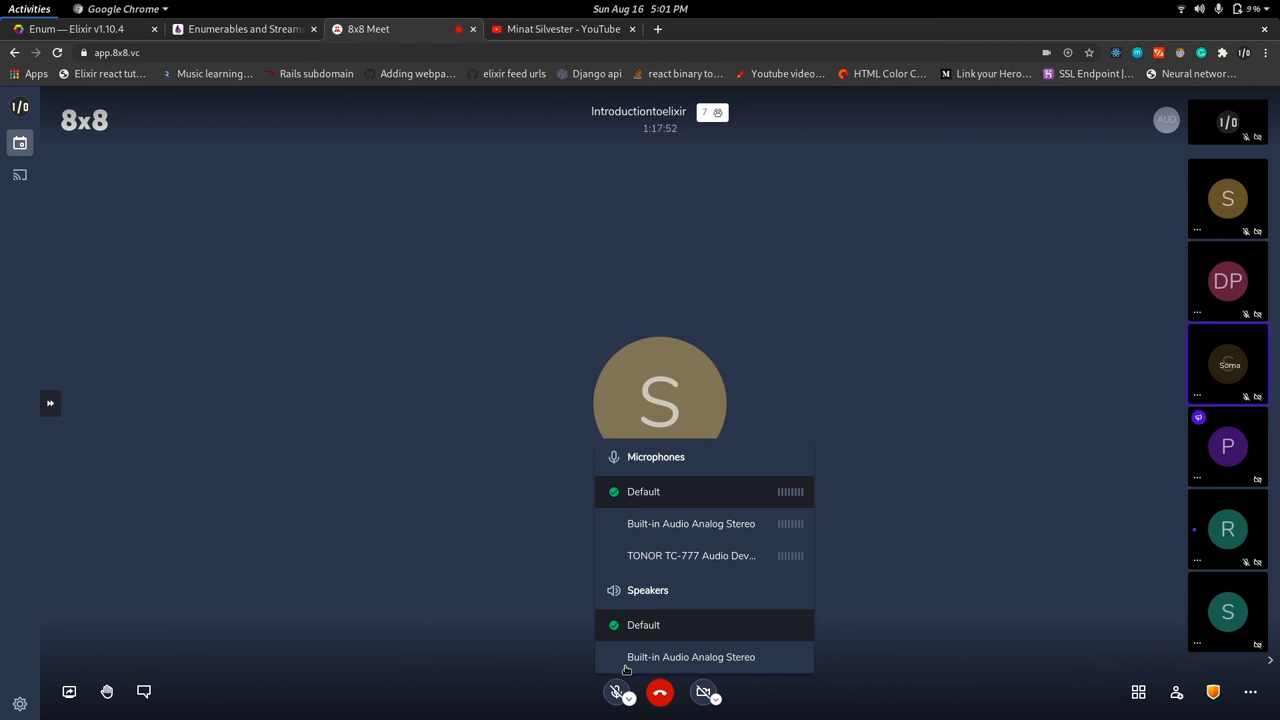 Activities
Google Chrome
Sun Aug 16 5:01 PM
9 %
Enum — Elixir v1.10.4
Enumerables and Stream
8x8 Meet
Minat Silvester - YouTube
app.8x8.vc
Apps
Elixir react tut...
Music learning...
Rails subdomain
Adding webpa...
elixir feed urls
Django api
react binary to...
Youtube video...
HTML Color C...
Link your Hero...
SSL Endpoint |...
Neural networ...
8x8
Introductiontoelixir
7
1:17:52
AUD
1/0
S
DP
Soma
P
R
S
S
Microphones
Default
Built-in Audio Analog Stereo
TONOR TC-777 Audio Dev...
Speakers
Default
Built-in Audio Analog Stereo